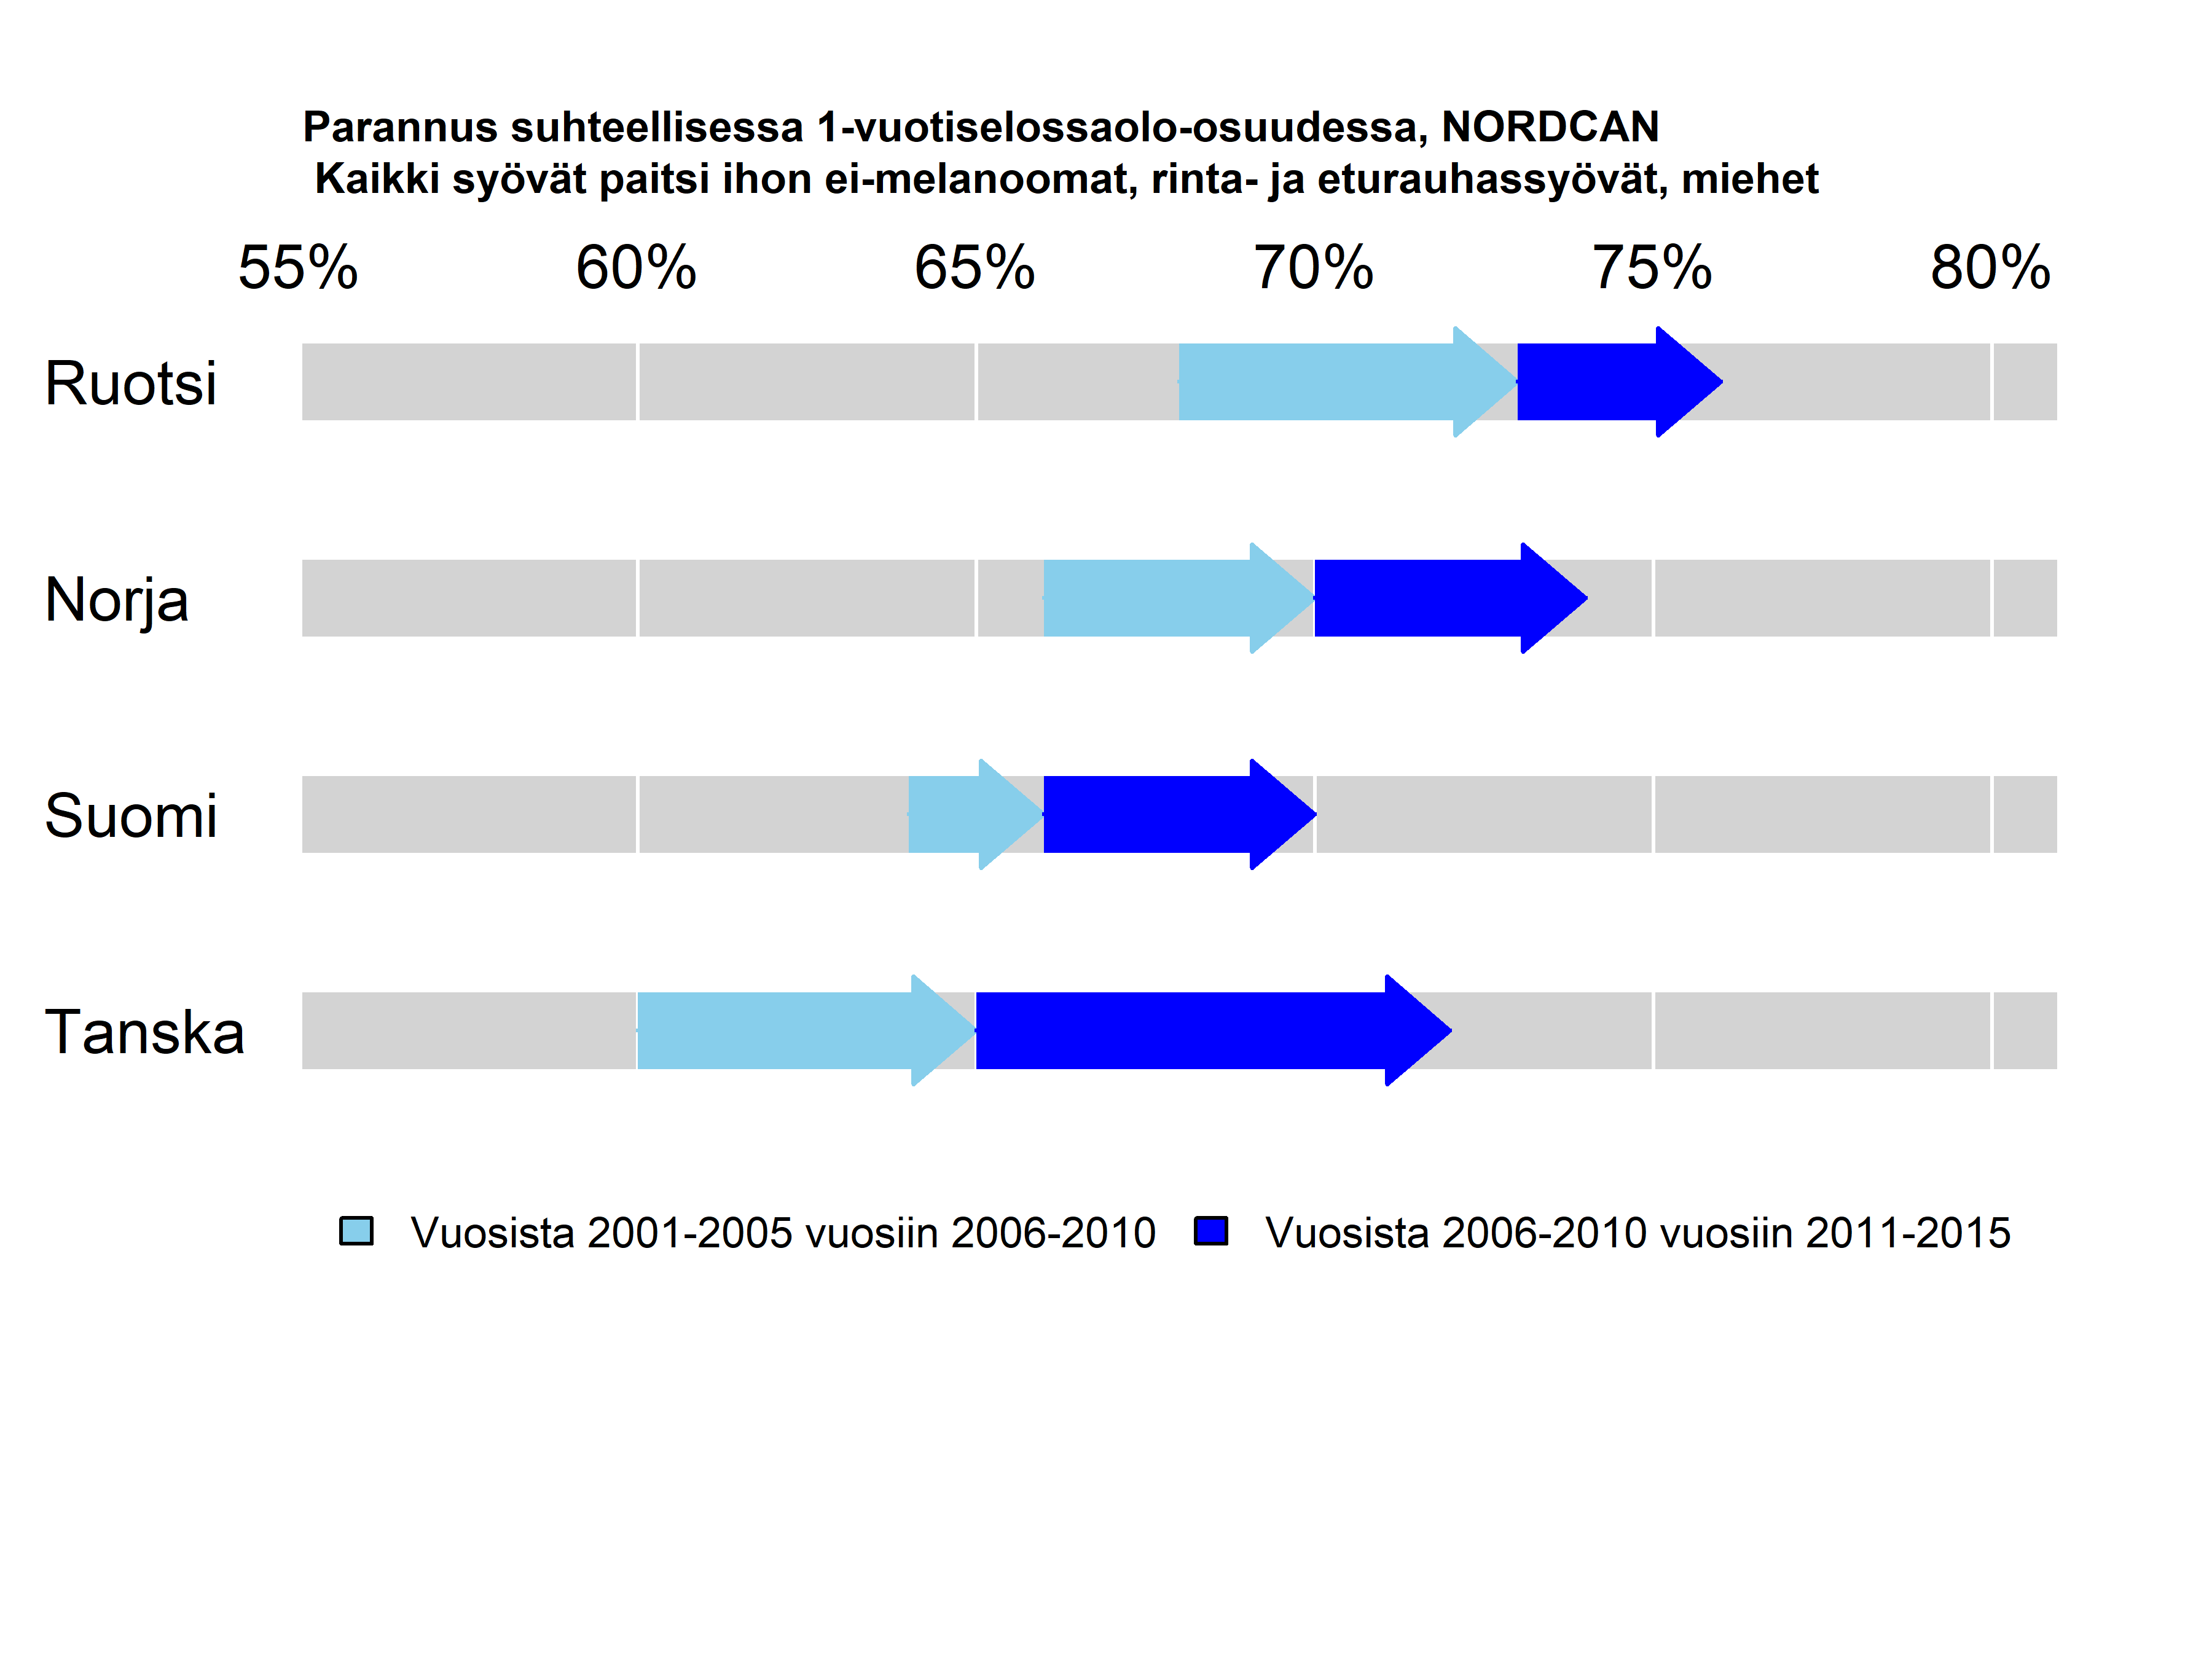 Parannus suhteellisessa 1-vuotiselossaolo-osuudessa, NORDCAN
Kaikki syövät paitsi ihon ei-melanoomat, rinta- ja eturauhassyövät, miehet
55% 60% 65% 70% 75% 80%
Ruotsi
Norja
Suomi
Tanska
Vuosista 2001-2005 vuosiin 2006-2010 Vuosista 2006-2010 vuosiin 2011-2015